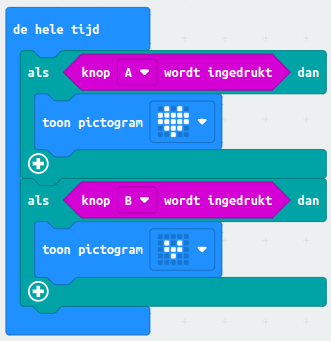 de hele tijd
als knop A wordt ingedrukt dan
toon pictogram
als knop B wordt ingedrukt dan
toon pictogram